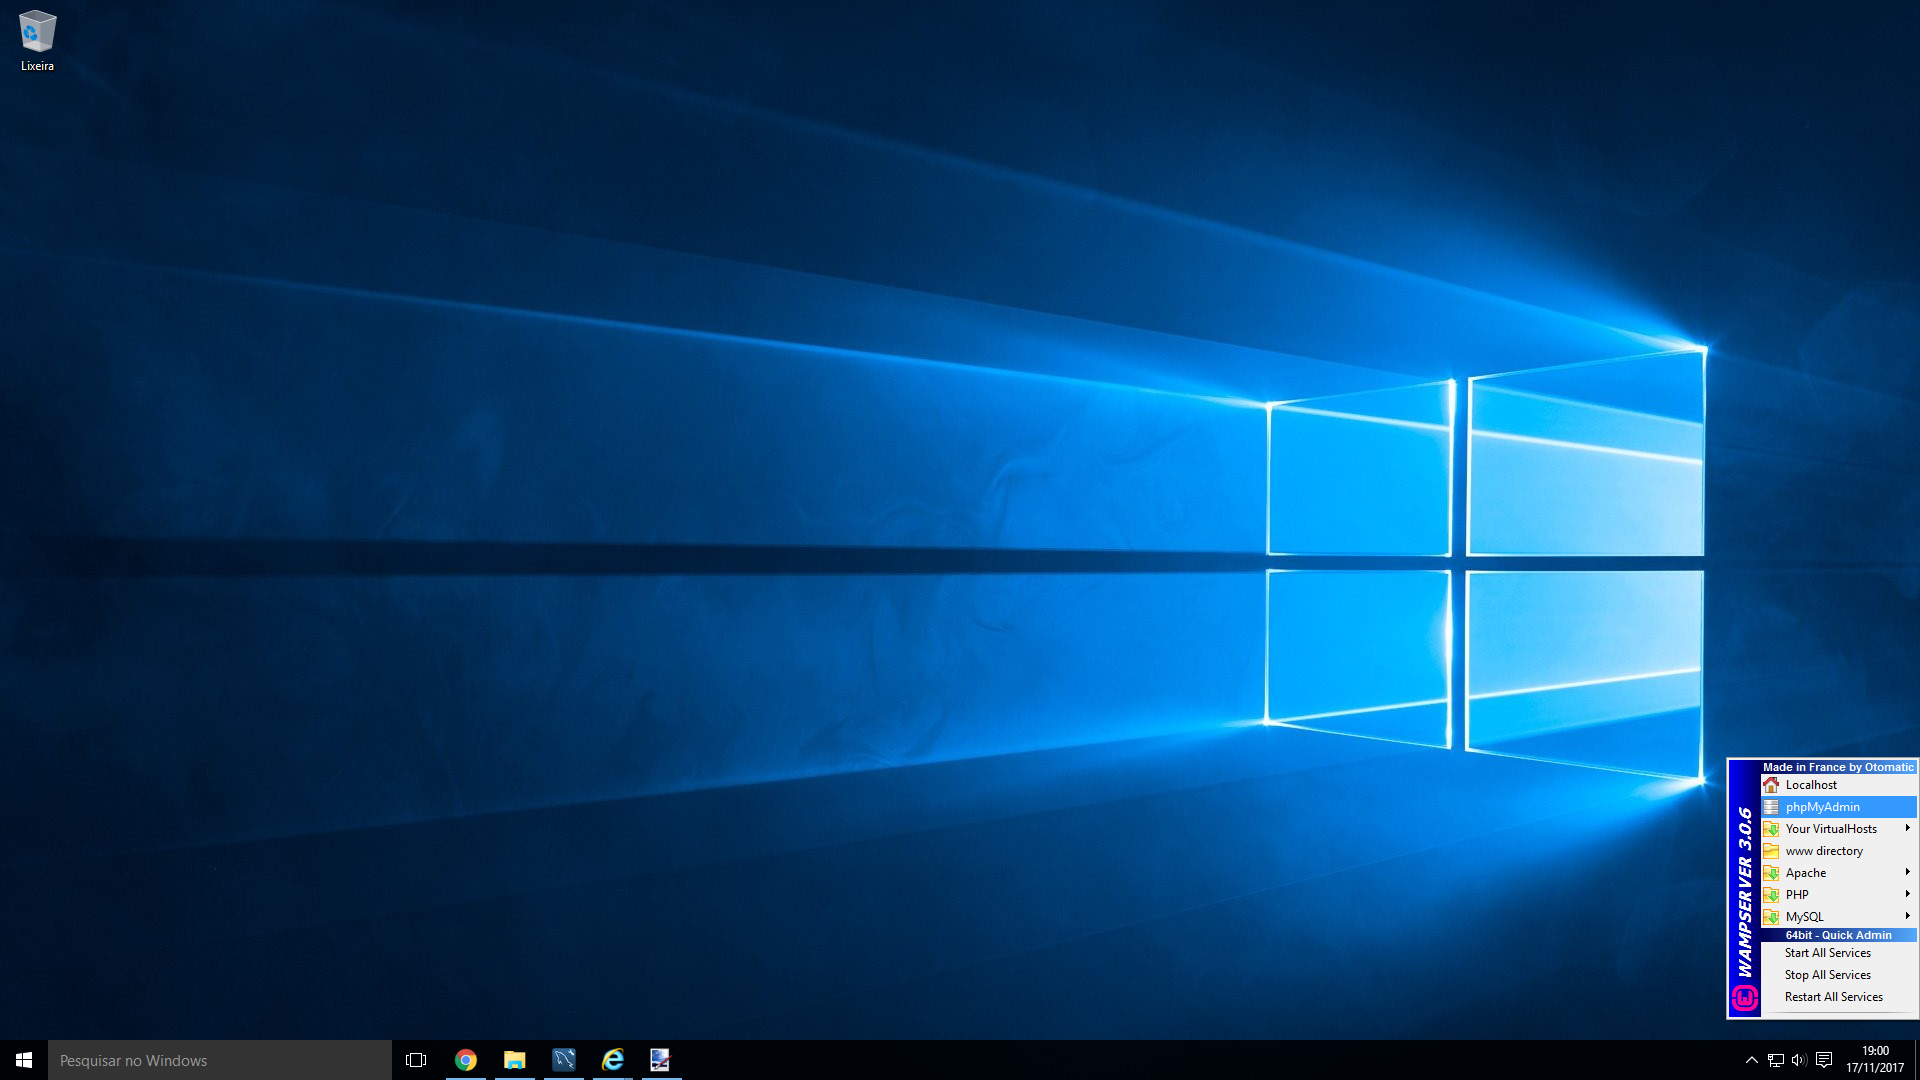 Lixeira
Made in France by Otomatic
Localhost
phpMyAdmin
Your VirtualHosts
www directory
Apache
PHP
MySQL
64bit - Quick Admin
Start All Services
Stop All Services
Restart All Services
WAMPSERVER 3.0.6
Pesquisar no Windows
19:00
17/11/2017